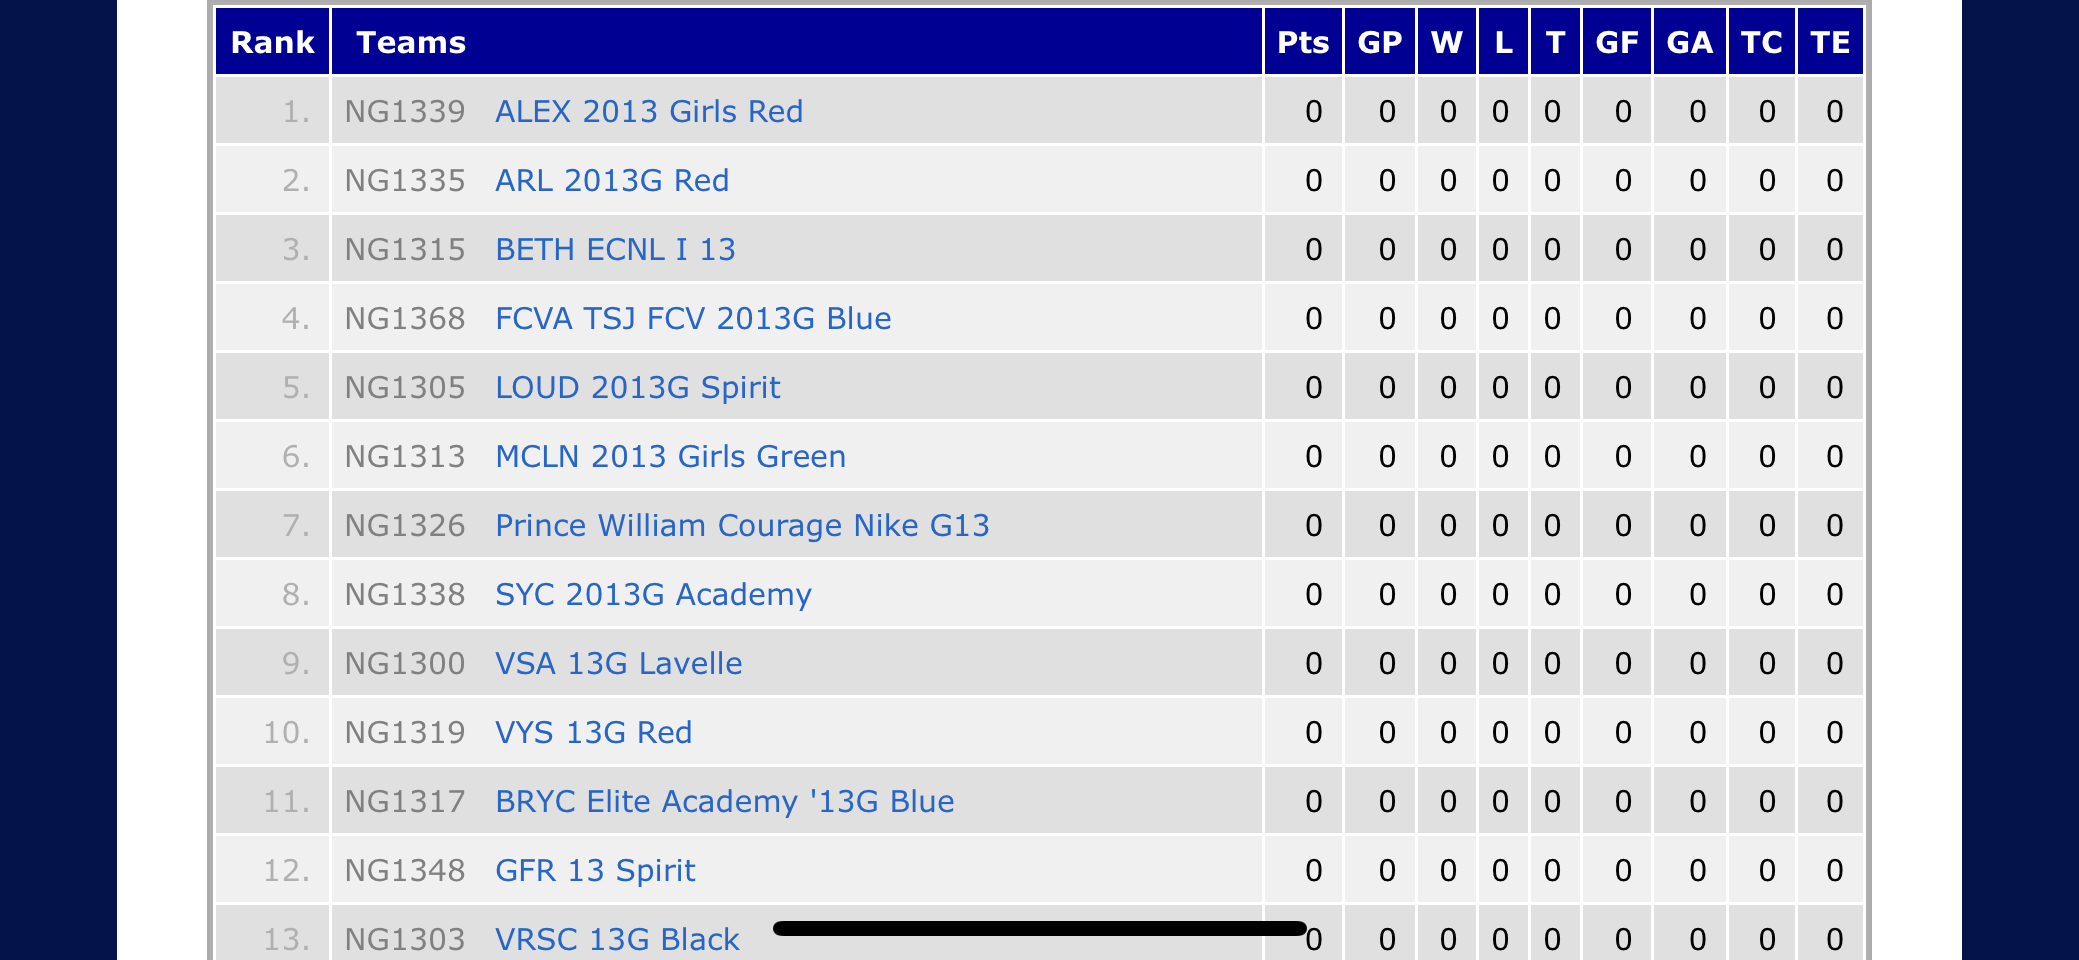 Rank Teams Pts GP W L T GF GA TC TE
1. NG1339 ALEX 2013 Girls Red 0 0 0 0 0 0 0 0 0
2. NG1335 ARL 2013G Red 0 0 0 0 0 0 0 0 0
3. NG1315 BETH ECNL I 13 0 0 0 0 0 0 0 0 0
4. NG1368 FCVA TSJ FCV 2013G Blue 0 0 0 0 0 0 0 0 0
5. NG1305 LOUD 2013G Spirit 0 0 0 0 0 0 0 0 0
6. NG1313 MCLN 2013 Girls Green 0 0 0 0 0 0 0 0 0
7. NG1326 Prince William Courage Nike G13 0 0 0 0 0 0 0 0 0
8. NG1338 SYC 2013G Academy 0 0 0 0 0 0 0 0 0
9. NG1300 VSA 13G Lavelle 0 0 0 0 0 0 0 0 0
10. NG1319 VYS 13G Red 0 0 0 0 0 0 0 0 0
11. NG1317 BRYC Elite Academy '13G Blue 0 0 0 0 0 0 0 0 0
12. NG1348 GFR 13 Spirit 0 0 0 0 0 0 0 0 0
13. NG1303 VRSC 13G Black 0 0 0 0 0 0 0 0 0